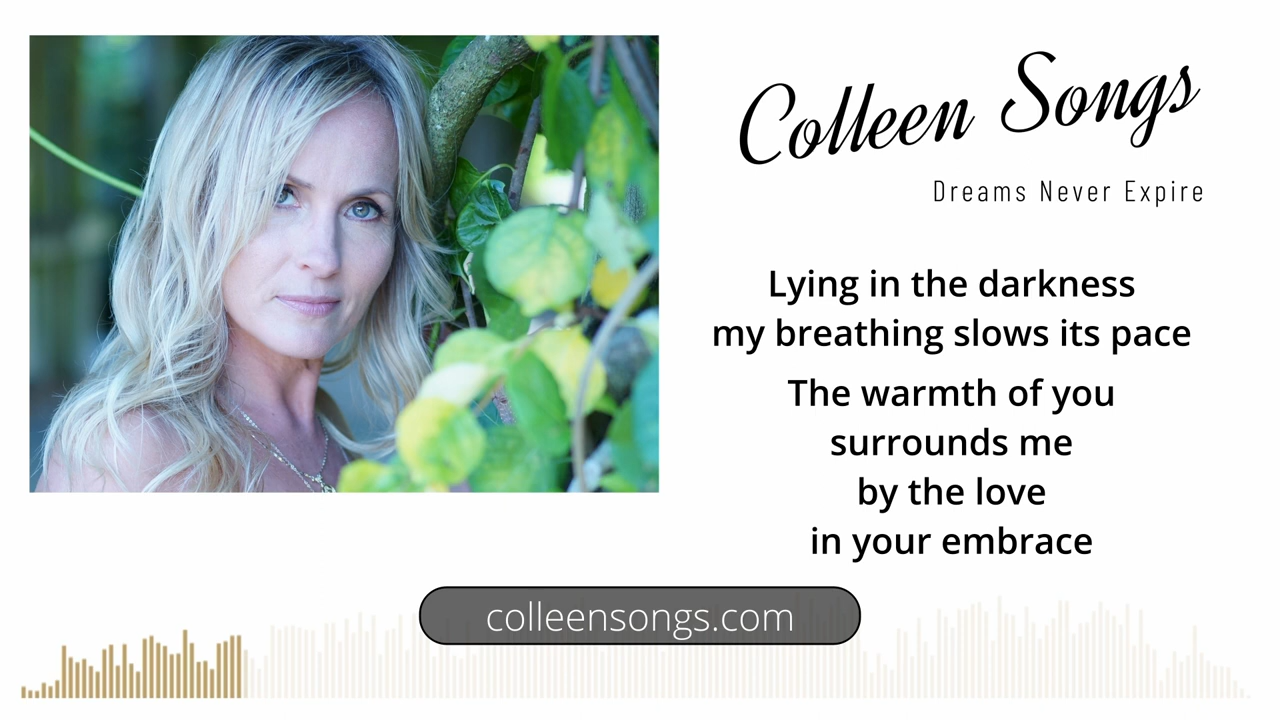 Colleen Songs
Dreams Never Expire
Lying in the darkness
my breathing slows its pace
The warmth of you
surrounds me
by the love
in your embrace
colleensongs.com